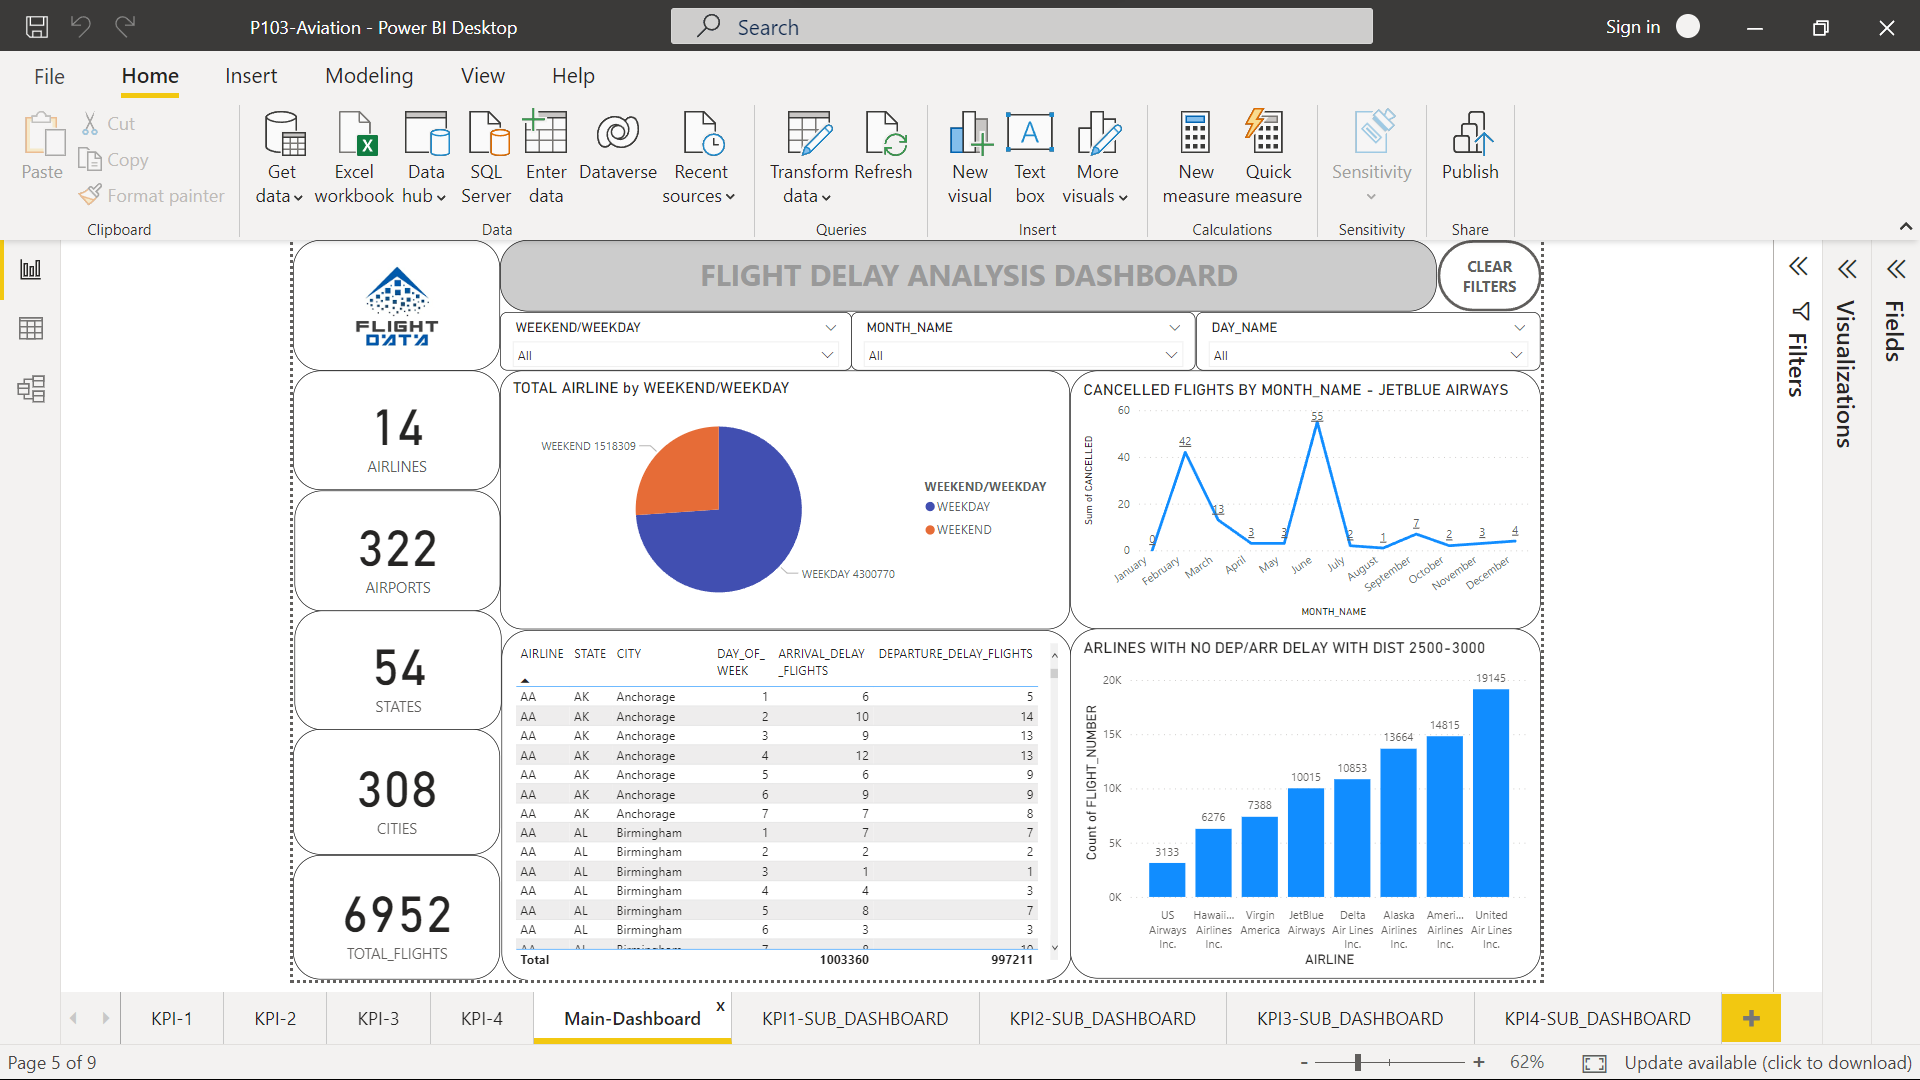 P103-Aviation - Power BI Desktop
Search
Sign in
File Home Insert Modeling View Help
Paste
Cut
Copy
Format painter
Clipboard
Get data
Excel workbook
Data hub
SQL Server
Enter data
Dataverse
Recent sources
Data
Transform data
Refresh
Queries
New visual
Text box
More visuals
Insert
New measure
Quick measure
Calculations
Sensitivity
Sensitivity
Publish
Share
FLIGHT
DATA
FLIGHT DELAY ANALYSIS DASHBOARD
CLEAR
FILTERS
WEEKEND/WEEKDAY
All
MONTH_NAME
All
DAY_NAME
All
14
AIRLINES
322
AIRPORTS
54
STATES
308
CITIES
6952
TOTAL_FLIGHTS
TOTAL AIRLINE by WEEKEND/WEEKDAY
WEEKEND 1518309
WEEKDAY 4300770
WEEKEND/WEEKDAY
WEEKDAY
WEEKEND
CANCELLED FLIGHTS BY MONTH_NAME - JETBLUE AIRWAYS
Sum of CANCELLED
60
40
20
0
0 42 13 3 3 55 2 1 7 2 3 4
January February March April May June July August September October November December
MONTH_NAME
AIRLINE STATE CITY DAY_OF_WEEK ARRIVAL_DELAY_FLIGHTS DEPARTURE_DELAY_FLIGHTS
AA AK Anchorage 1 6 5
AA AK Anchorage 2 10 14
AA AK Anchorage 3 9 13
AA AK Anchorage 4 12 13
AA AK Anchorage 5 6 9
AA AK Anchorage 6 9 9
AA AK Anchorage 7 7 8
AA AL Birmingham 1 7 7
AA AL Birmingham 2 2 2
AA AL Birmingham 3 1 1
AA AL Birmingham 4 4 3
AA AL Birmingham 5 8 7
AA AL Birmingham 6 3 3
Total 1003360 997211
ARLINES WITH NO DEP/ARR DELAY WITH DIST 2500-3000
Count of FLIGHT_NUMBER
20K
15K
10K
5K
0K
3133 6276 7388 10015 10853 13664 14815 19145
US Airways Inc.
Hawaii... Airlines Inc.
Virgin America
JetBlue Airways
Delta Air Lines Inc.
Alaska Airlines Inc.
Ameri... Airlines Inc.
United Air Lines Inc.
AIRLINE
Filters
Visualizations
Fields
KPI-1 KPI-2 KPI-3 KPI-4 Main-Dashboard x KPI1-SUB_DASHBOARD KPI2-SUB_DASHBOARD KPI3-SUB_DASHBOARD KPI4-SUB_DASHBOARD +
Page 5 of 9
- + 62%
Update available (click to download)